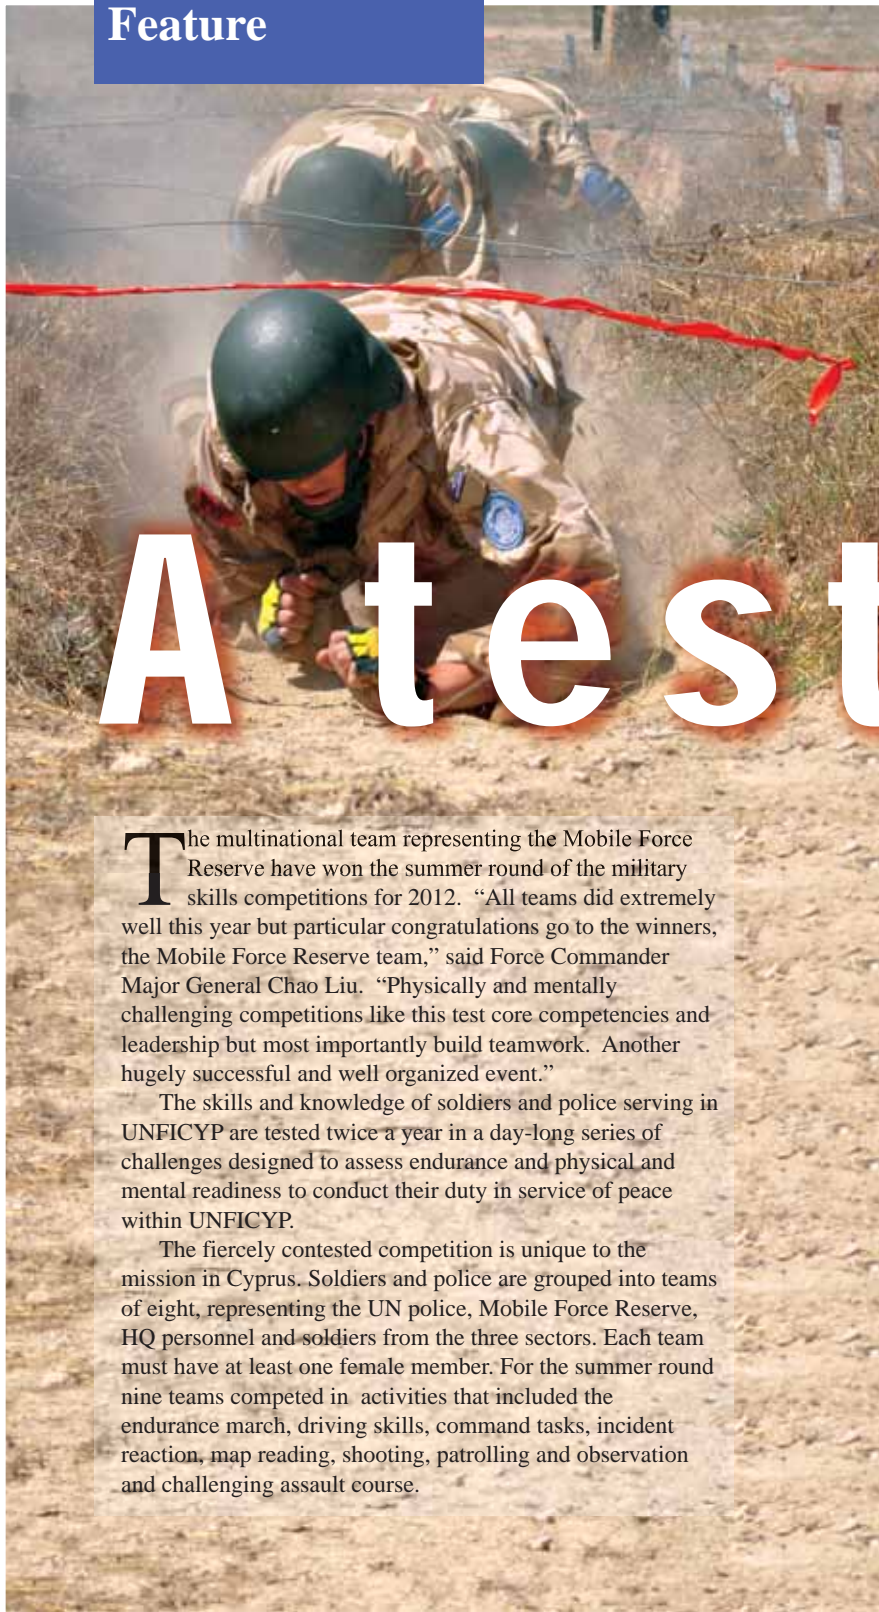 Feature
A test
The multinational team representing the Mobile Force
Reserve have won the summer round of the military
skills competitions for 2012. “All teams did extremely
well this year but particular congratulations go to the winners,
the Mobile Force Reserve team,” said Force Commander
Major General Chao Liu. “Physically and mentally
challenging competitions like this test core competencies and
leadership but most importantly build teamwork. Another
hugely successful and well organized event.”
The skills and knowledge of soldiers and police serving in
UNFICYP are tested twice a year in a day-long series of
challenges designed to assess endurance and physical and
mental readiness to conduct their duty in service of peace
within UNFICYP.
The fiercely contested competition is unique to the
mission in Cyprus. Soldiers and police are grouped into teams
of eight, representing the UN police, Mobile Force Reserve,
HQ personnel and soldiers from the three sectors. Each team
must have at least one female member. For the summer round
nine teams competed in activities that included the
endurance march, driving skills, command tasks, incident
reaction, map reading, shooting, patrolling and observation
and challenging assault course.